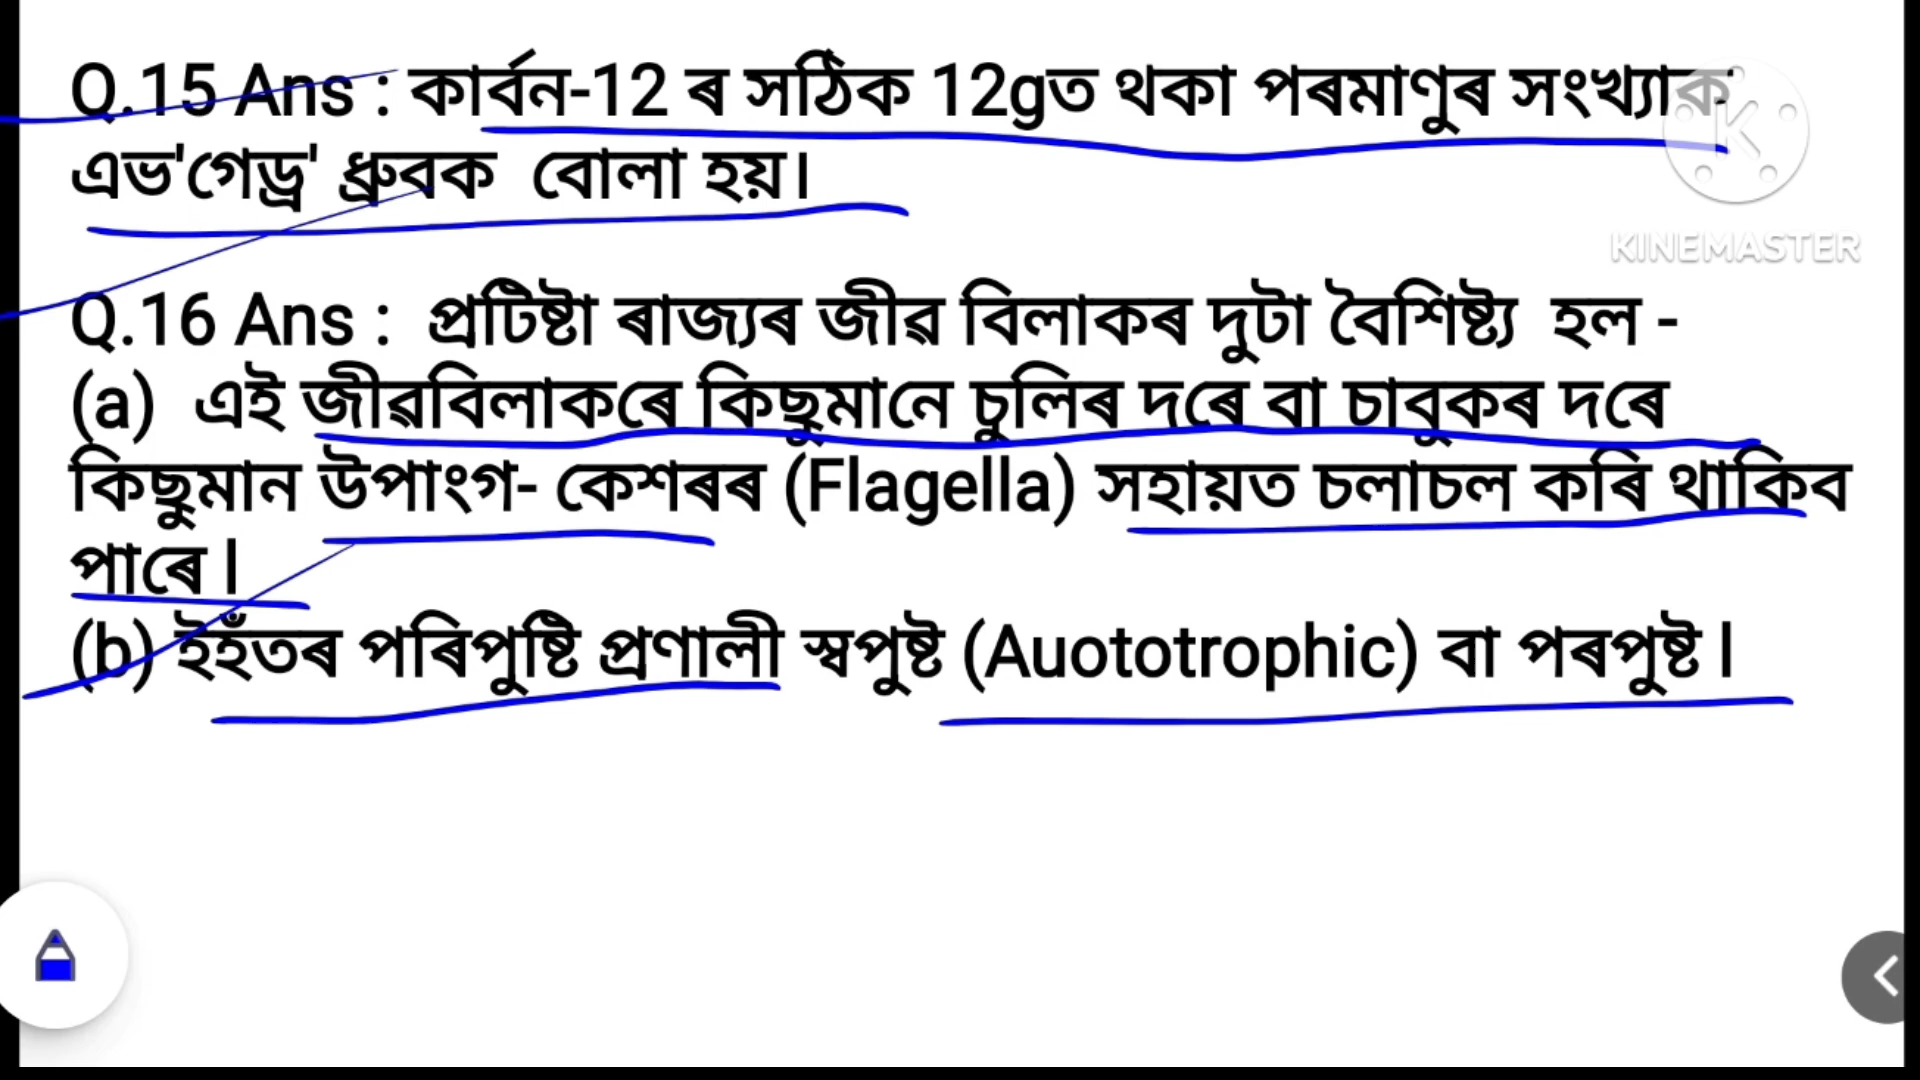 Q.15 Ans : কাৰ্বন-12 ৰ সঠিক 12gত থকা পৰমাণুৰ সংখ্যাক
এভ'গেড্ৰ' ধ্ৰুবক বোলা হয়।
KINEMASTER
Q.16 Ans : প্ৰটিষ্টা ৰাজ্যৰ জীৱ বিলাকৰ দুটা বৈশিষ্ট্য হল -
(a) এই জীৱবিলাকৰে কিছুমানে চুলিৰ দৰে বা চাবুকৰ দৰে
কিছুমান উপাংগ- কেশৰৰ (Flagella) সহায়ত চলাচল কৰি থাকিব
পাৰে।
(b) ইহঁতৰ পৰিপুষ্টি প্ৰণালী স্বপুষ্ট (Auototrophic) বা পৰপুষ্ট।